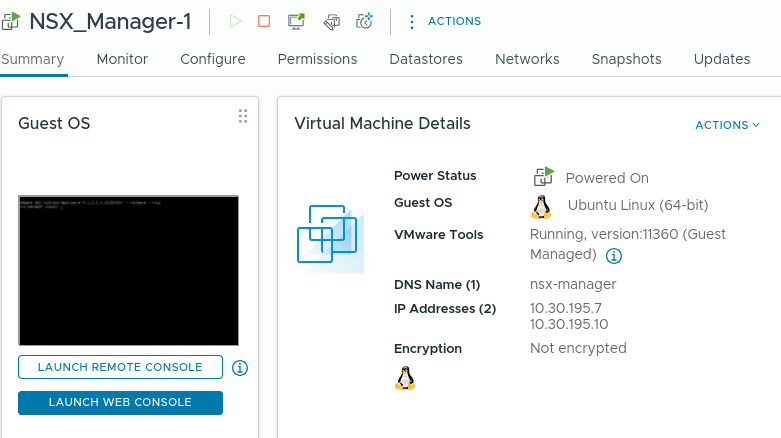 NSX_Manager-1
ACTIONS
Summary Monitor Configure Permissions Datastores Networks Snapshots Updates
Guest OS
LAUNCH REMOTE CONSOLE
LAUNCH WEB CONSOLE
Virtual Machine Details
ACTIONS
Power Status Powered On
Guest OS Ubuntu Linux (64-bit)
VMware Tools Running, version:11360 (Guest
Managed)
DNS Name (1) nsx-manager
IP Addresses (2) 10.30.195.7
10.30.195.10
Encryption Not encrypted